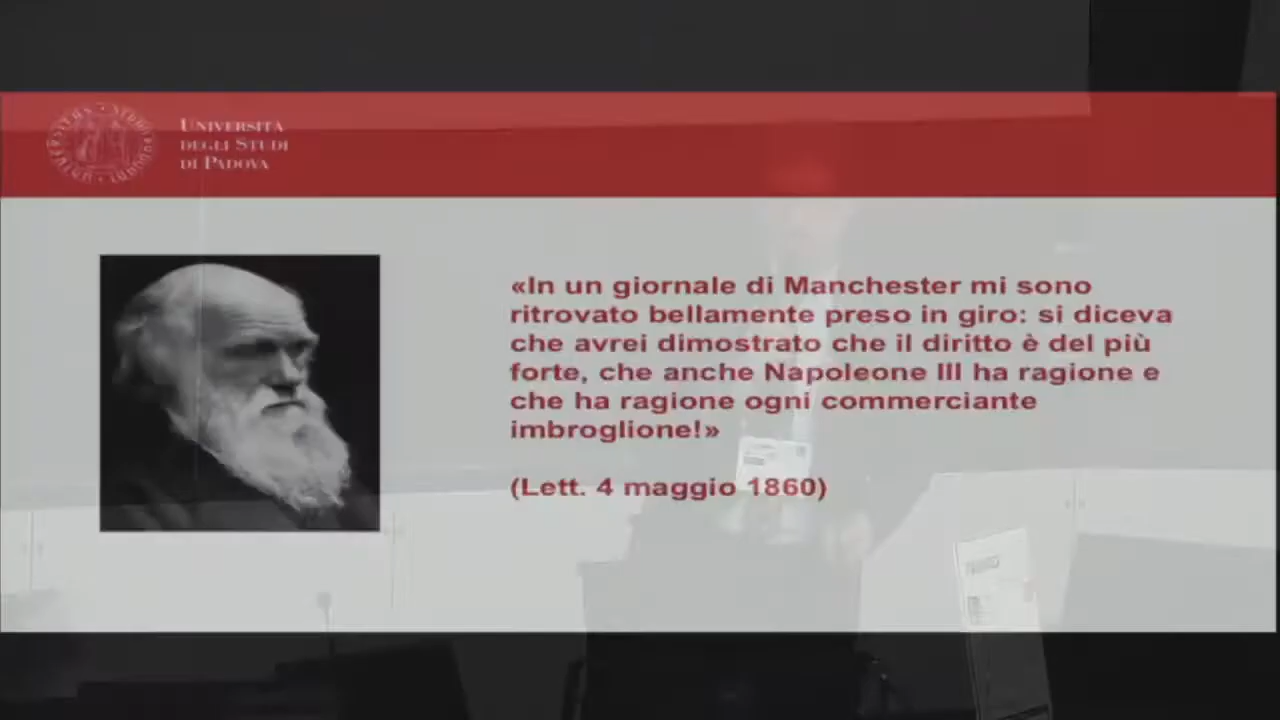 UNIVERSITÀ
DEGLI STUDI
DI PADOVA
«In un giornale di Manchester mi sono
ritrovato bellamente preso in giro: si diceva
che avrei dimostrato che il diritto è del più
forte, che anche Napoleone III ha ragione e
che ha ragione ogni commerciante
imbroglione!»
(Lett. 4 maggio 1860)